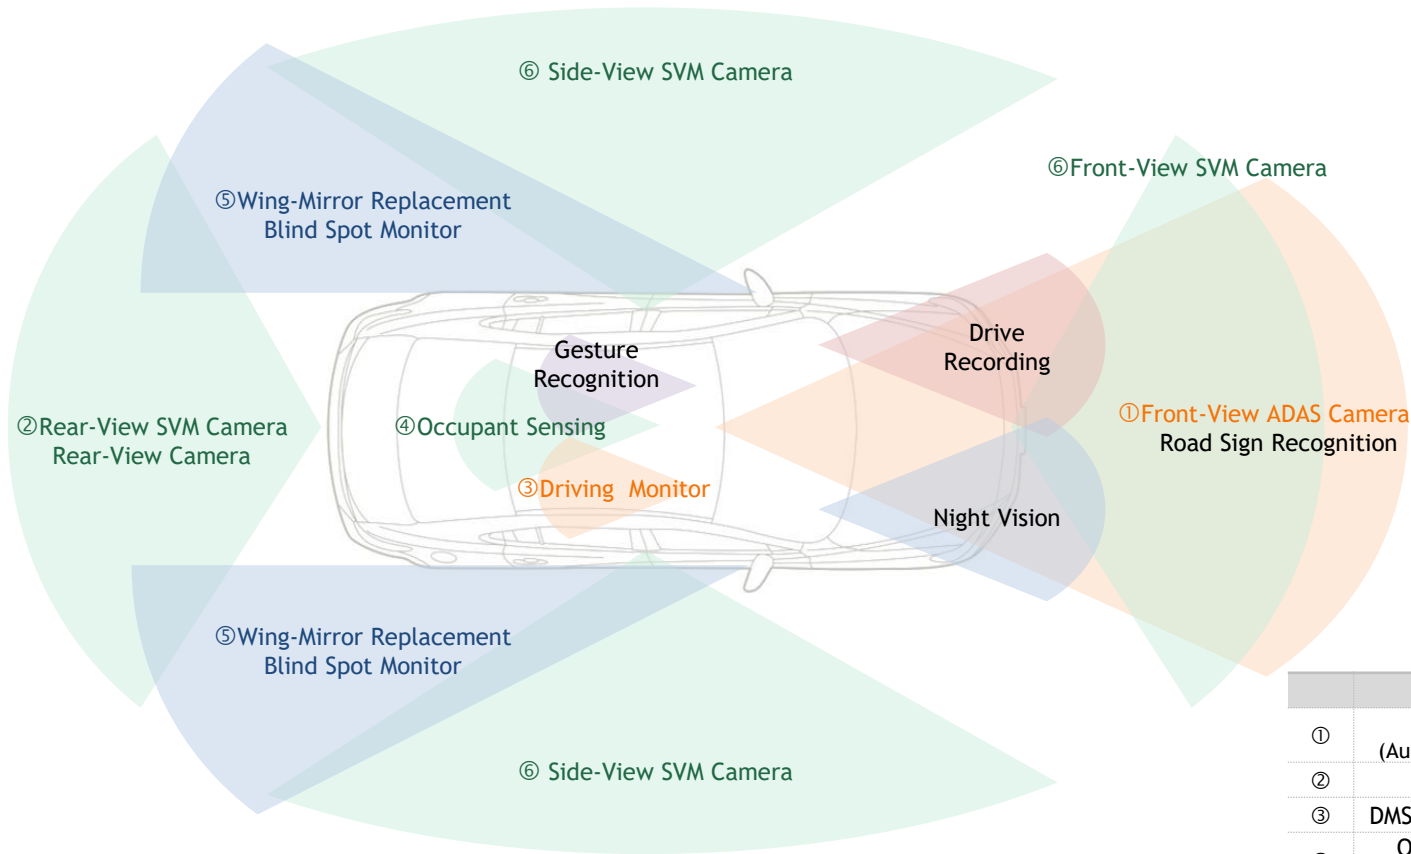 ⑥ Side-View SVM Camera
⑥Front-View SVM Camera
⑤Wing-Mirror Replacement
Blind Spot Monitor
Drive
Recording
Gesture
Recognition
②Rear-View SVM Camera
Rear-View Camera
④Occupant Sensing
①Front-View ADAS Camera
Road Sign Recognition
③Driving Monitor
Night Vision
⑤Wing-Mirror Replacement
Blind Spot Monitor
⑥ Side-View SVM Camera
①
(Au
②
③ DMS
O